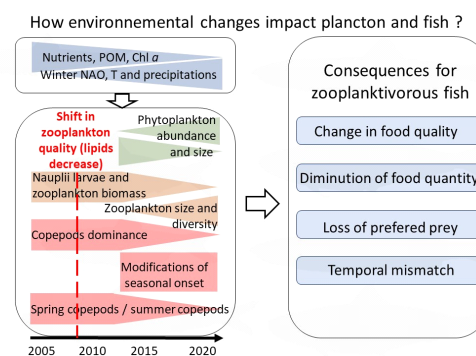 How environnemental changes impact plancton and fish ?
Nutrients, POM, Chl a
Winter NAO, T and precipitations
Shift in
zooplankton
quality (lipids
decrease)
Phytoplankton
abundance
and size
Nauplii larvae and
zooplankton biomass
Zooplankton size and
diversity
Copepods dominance
Modifications of
seasonal onset
Spring copepods / summer copepods
2005
2010
2015
2020
Consequences for
zooplanktivorous fish
Change in food quality
Diminution of food quantity
Loss of prefered prey
Temporal mismatch